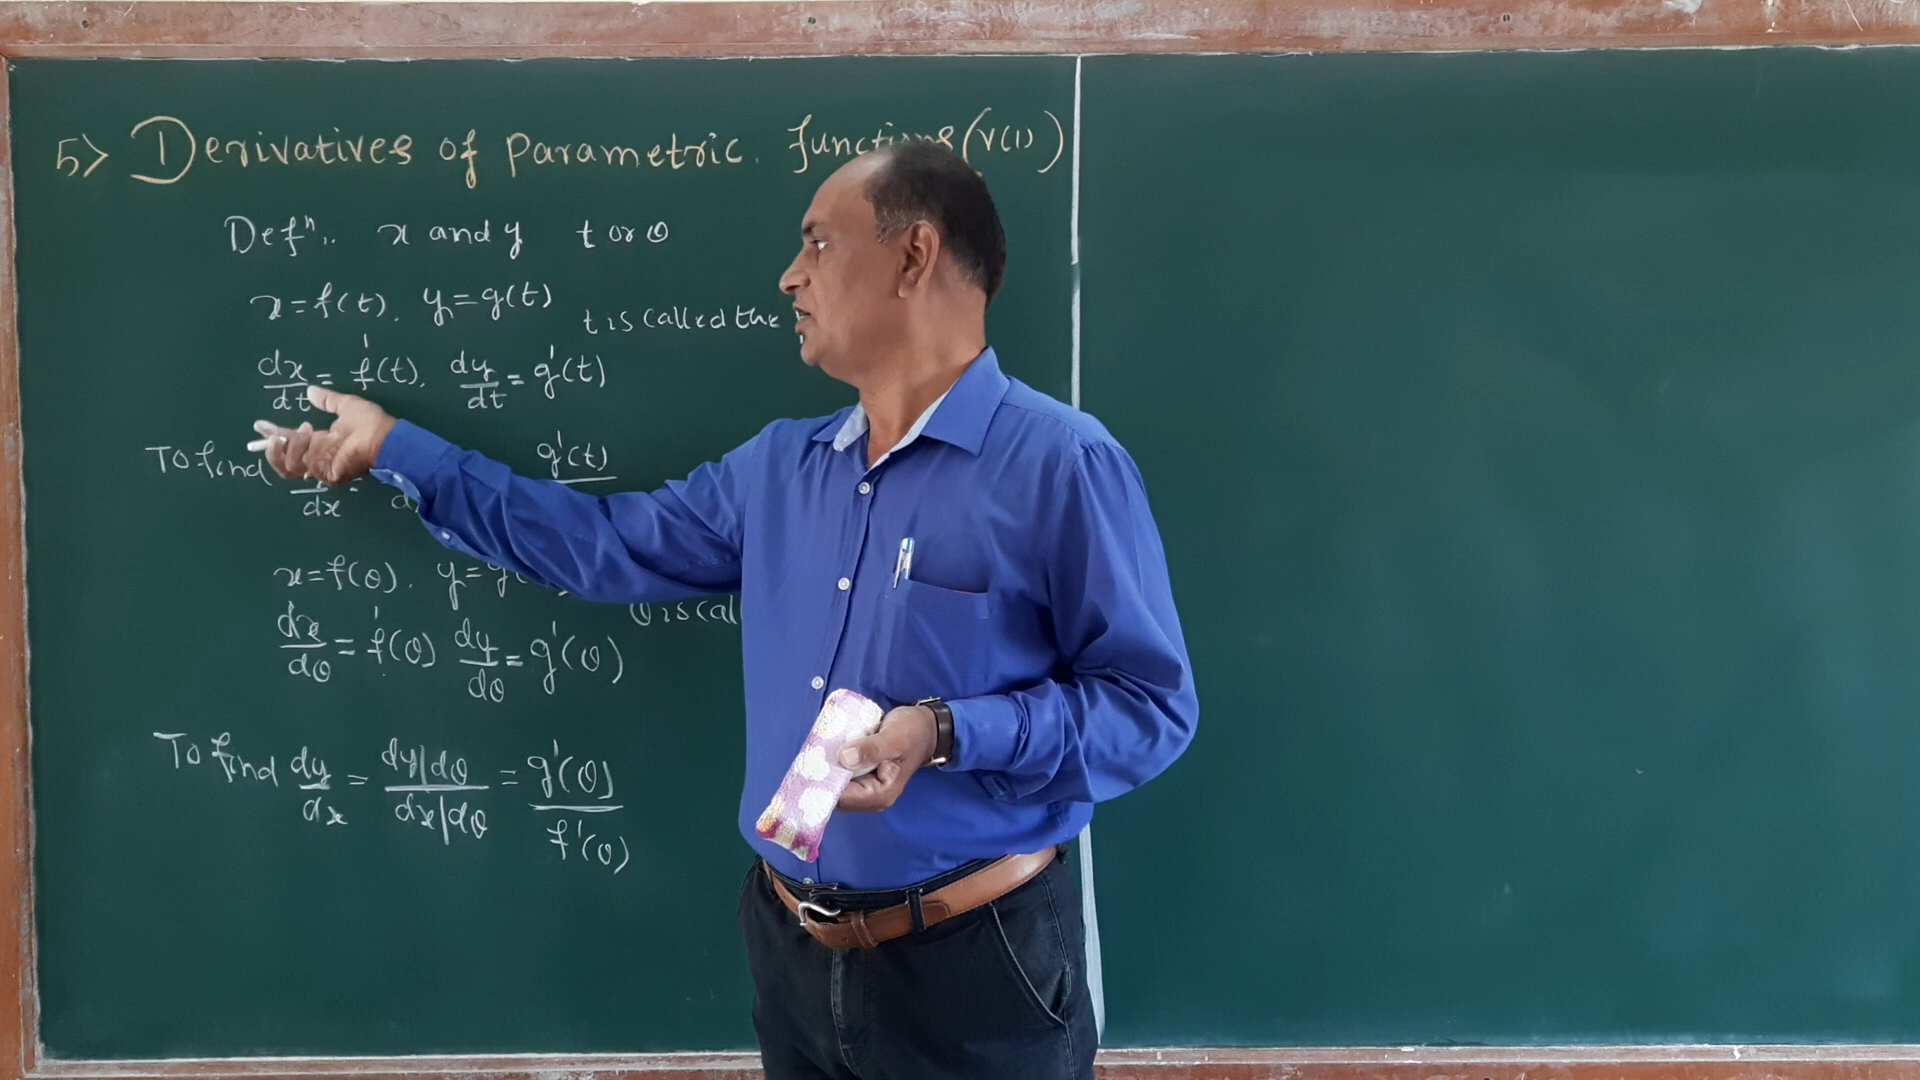 5> Derivatives of parametric functions (V(1)
Defⁿ:. x and y t or θ
x=f(t). y=g(t) t is called the
dx/dt = f'(t). dy/dt = g'(t)
To find /dx = g'(t)
x=f(θ). y= θ is cal
dx/dθ = f'(θ) dy/dθ = g'(θ)
To find dy/dx = dy|dθ / dx|dθ = g'(θ) / f'(θ)